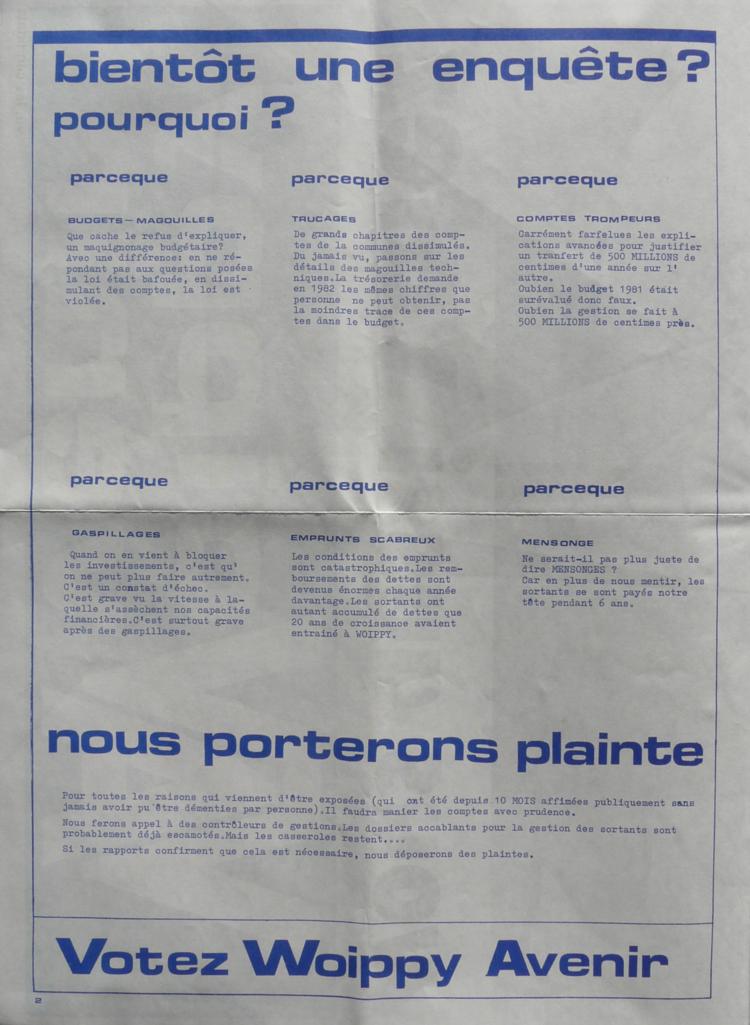 bientôt une enquête ?
pourquoi ?
parceque
BUDGETS-MAGOUILLES
Que cache le refus d'expliquer,
un maquignonage budgétaire?
Avec une différence: en ne ré-
pondant pas aux questions posées
la loi était bafouée, en dissi-
mulant des comptes, la loi est
violée.
parceque
TRUCAGES
De grands chapitres des comp-
tes de la communes dissimulés.
Du jamais vu, passons sur les
détails des magouilles tech-
niques.La trésorerie demande
en 1982 les mêmes chiffres que
personne ne peut obtenir, pas
la moindres trace de ces comp-
tes dans le budget.
parceque
COMPTES TROMPEURS
Carrément farfelues les expli-
cations avancées pour justifier
un tranfert de 500 MILLIONS de
centimes d'une année sur l'
autre.
Oubien le budget 1981 était
surévalué donc faux.
Oubien la gestion se fait à
500 MILLIONS de centimes près.
parceque
GASPILLAGES
Quand on en vient à bloquer
les investissements, c'est qu'
on ne peut plus faire autrement.
C'est un constat d'échec.
C'est grave vu la vitesse à la-
quelle s'assèchent nos capacités
financières.C'est surtout grave
après des gaspillages.
parceque
EMPRUNTS SCABREUX
Les conditions des emprunts
sont catastrophiques.Les rem-
boursements des dettes sont
devenus énormes chaque année
davantage.Les sortants ont
autant accumulé de dettes que
20 ans de croissance avaient
entrainé à WOIPPY.
parceque
MENSONGE
Ne serait-il pas plus juste de
dire MENSONGES ?
Car en plus de nous mentir, les
sortants se sont payés notre
tête pendant 6 ans.
nous porterons plainte
Pour toutes les raisons qui viennent d'être exposées (qui ont été depuis 10 MOIS affimées publiquement sans
jamais avoir pu être démenties par personne).Il faudra manier les comptes avec prudence.
Nous ferons appel à des contrôleurs de gestions.Les dossiers accablants pour la gestion des sortants sont
probablement déjà escamotés.Mais les casseroles restent....
Si les rapports confirment que cela est nécessaire, nous déposerons des plaintes.
Votez Woippy Avenir
2